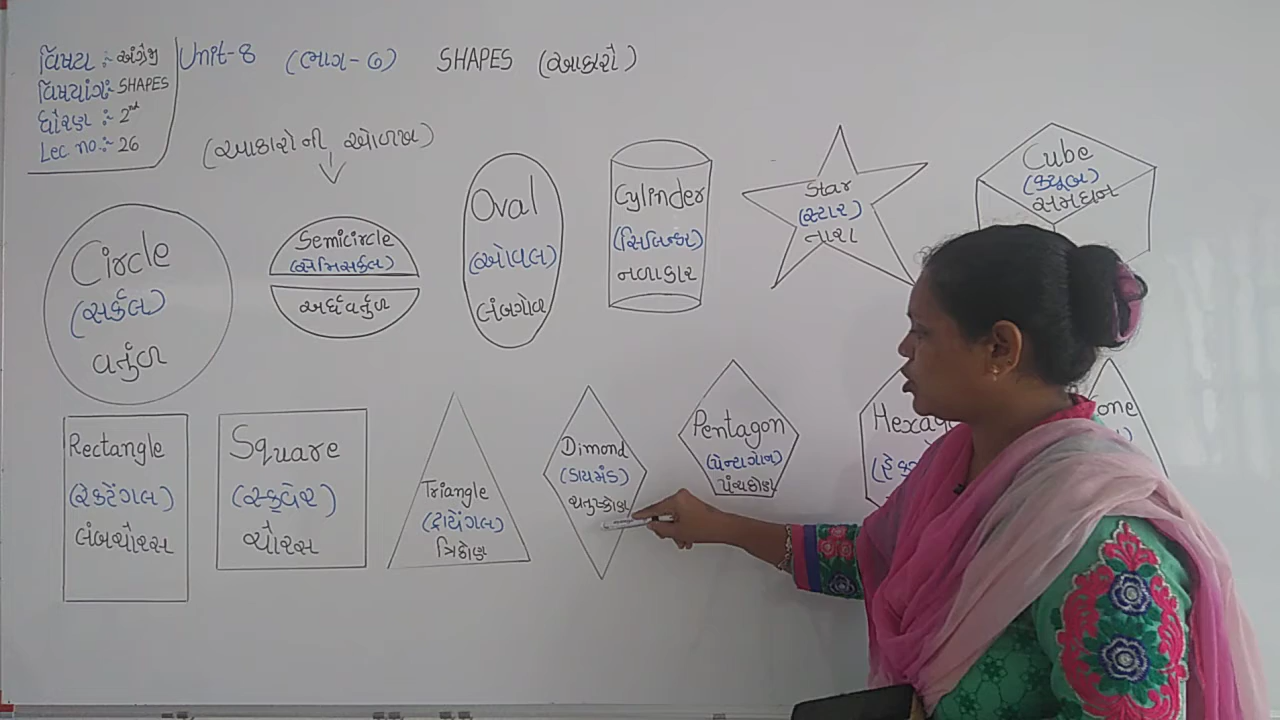 વિષય :- અંગ્રેજી
વિષયાંગ:- SHAPES
ધોરણ :- 2nd
Lec no.:- 26
Unit-8 (ભાગ-૭) SHAPES (આકારો)
(આકારોની ઓળખ)
Circle
(સર્કલ)
વર્તુળ
Semicircle
(સેમિસર્કલ)
અર્ધવર્તુળ
Oval
(ઓવલ)
લંબગોળ
Cylinder
(સિલિન્ડર)
નળાકાર
Star
(સ્ટાર)
તારા
Cube
(ક્યૂબ)
સમઘન
Rectangle
(રેક્ટેંગલ)
લંબચોરસ
Square
(સ્કવેર)
ચોરસ
Triangle
(ટ્રાયેંગલ)
ત્રિકોણ
Dimond
(ડાયમંડ)
ચતુષ્કોણ
Pentagon
(પેન્ટાગોન)
પંચકોણ
Hexag
(હેક
one